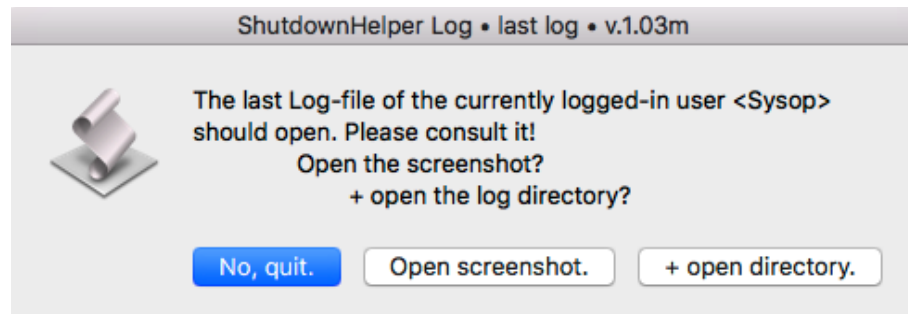 ShutdownHelper Log • last log • v.1.03m
The last Log-file of the currently logged-in user <Sysop>
should open. Please consult it!
Open the screenshot?
+ open the log directory?
No, quit.
Open screenshot.
+ open directory.